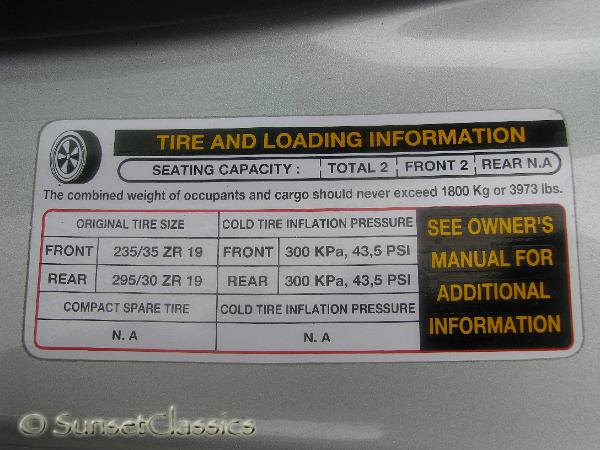 TIRE AND LOADING INFORMATION
SEATING CAPACITY : TOTAL 2 FRONT 2 REAR N.A
The combined weight of occupants and cargo should never exceed 1800 Kg or 3973 lbs.
ORIGINAL TIRE SIZE COLD TIRE INFLATION PRESSURE
FRONT 235/35 ZR 19 FRONT 300 KPa, 43,5 PSI
REAR 295/30 ZR 19 REAR 300 KPa, 43,5 PSI
COMPACT SPARE TIRE COLD TIRE INFLATION PRESSURE
N. A N. A
SEE OWNER'S
MANUAL FOR
ADDITIONAL
INFORMATION
© SunsetClassics